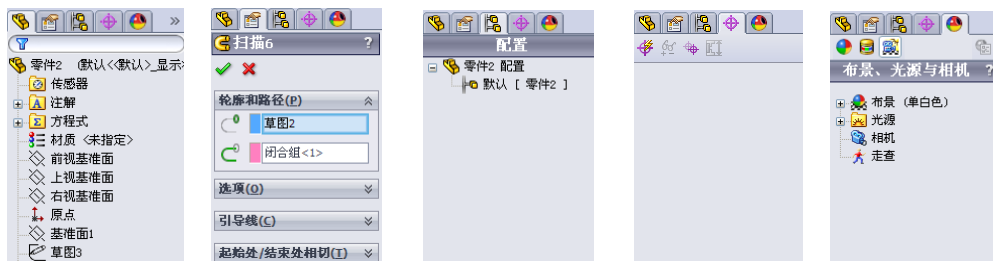 零件2 （默认<<默认>_显示
传感器
注解
方程式
材质 <未指定>
前视基准面
上视基准面
右视基准面
原点
基准面1
草图3
扫描6 ?
轮廓和路径(P)
草图2
闭合组<1>
选项(O)
引导线(C)
起始处/结束处相切(T)
配置
零件2 配置
默认 [ 零件2 ]
布景、光源与相机 ?
布景 (单白色)
光源
相机
走查